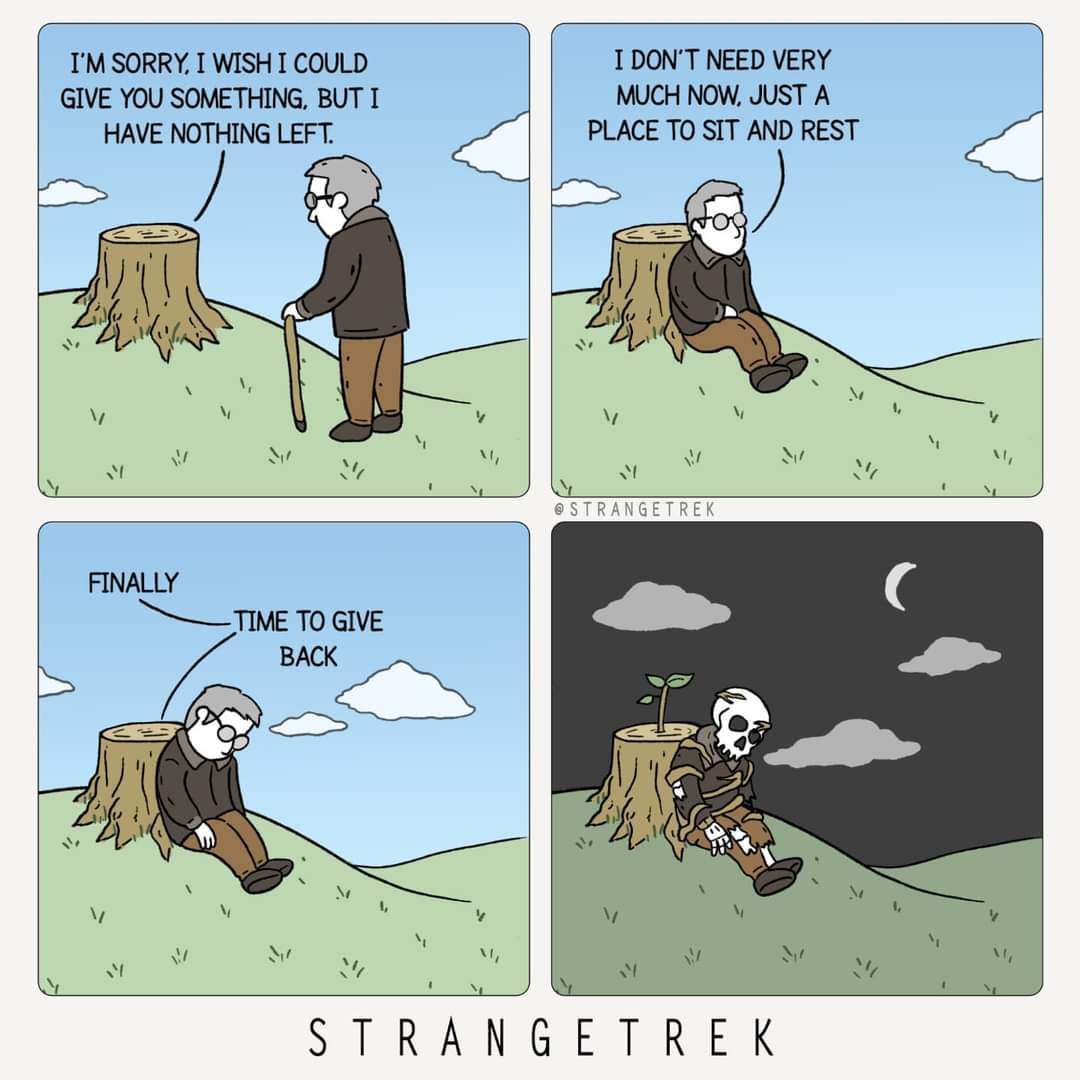 I'M SORRY, I WISH I COULD
GIVE YOU SOMETHING, BUT I
HAVE NOTHING LEFT.
I DON'T NEED VERY
MUCH NOW, JUST A
PLACE TO SIT AND REST
@STRANGETREK
FINALLY
TIME TO GIVE
BACK
STRANGETREK